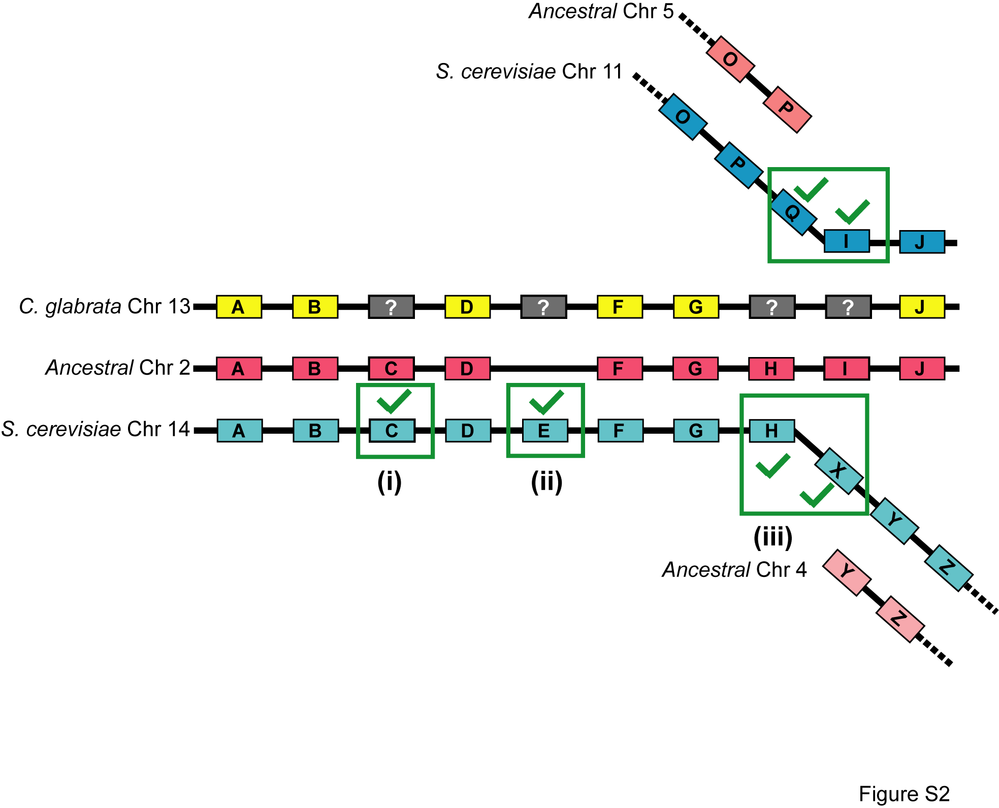 Ancestral Chr 5
O
P
S. cerevisiae Chr 11
O
P
Q
I
J
C. glabrata Chr 13
A B ? D ? F G ? ? J
Ancestral Chr 2
A B C D F G H I J
S. cerevisiae Chr 14
A B C D E F G H
X
Y
Z
(i)
(ii)
(iii)
Ancestral Chr 4
Y
Z
Figure S2